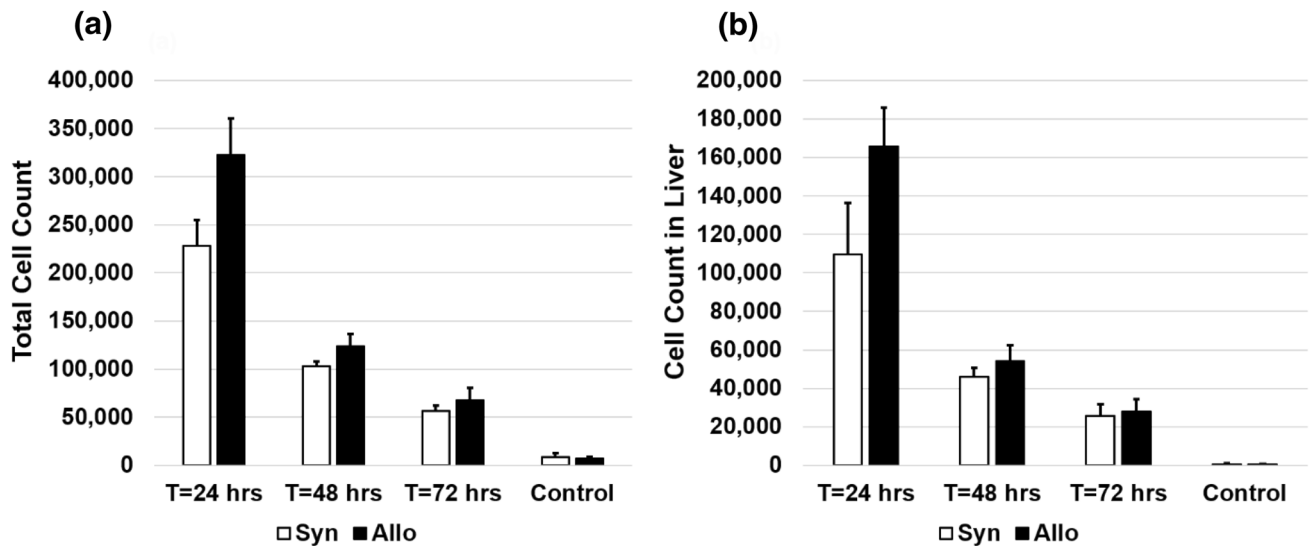 (a)
Total Cell Count
400,000
350,000
300,000
250,000
200,000
150,000
100,000
50,000
0
T=24 hrs T=48 hrs T=72 hrs Control
Syn Allo
(b)
Cell Count in Liver
200,000
180,000
160,000
140,000
120,000
100,000
80,000
60,000
40,000
20,000
0
T=24 hrs T=48 hrs T=72 hrs Control
Syn Allo